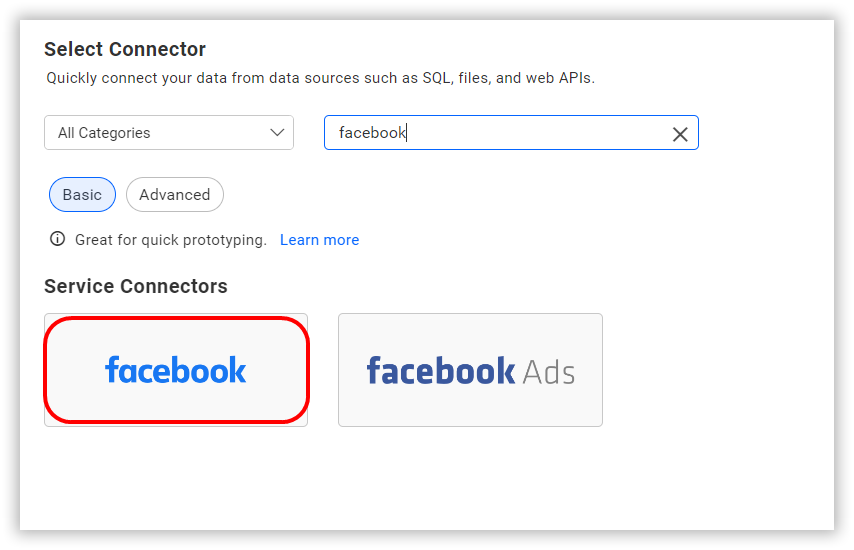 Select Connector
Quickly connect your data from data sources such as SQL, files, and web APIs.
All Categories
facebook
Basic
Advanced
Great for quick prototyping. Learn more
Service Connectors
facebook
facebook Ads